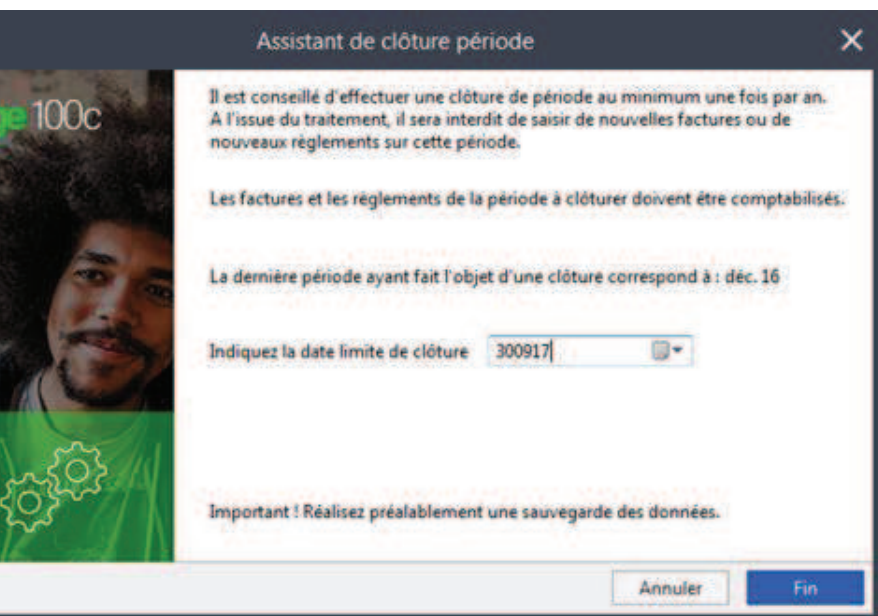 Assistant de clôture période
ge 100c
Il est conseillé d'effectuer une clôture de période au minimum une fois par an.
A l'issue du traitement, il sera interdit de saisir de nouvelles factures ou de
nouveaux règlements sur cette période.
Les factures et les règlements de la période à clôturer doivent être comptabilisés.
La dernière période ayant fait l'objet d'une clôture correspond à : déc. 16
Indiquez la date limite de clôture 300917
Important ! Réalisez préalablement une sauvegarde des données.
Annuler Fin